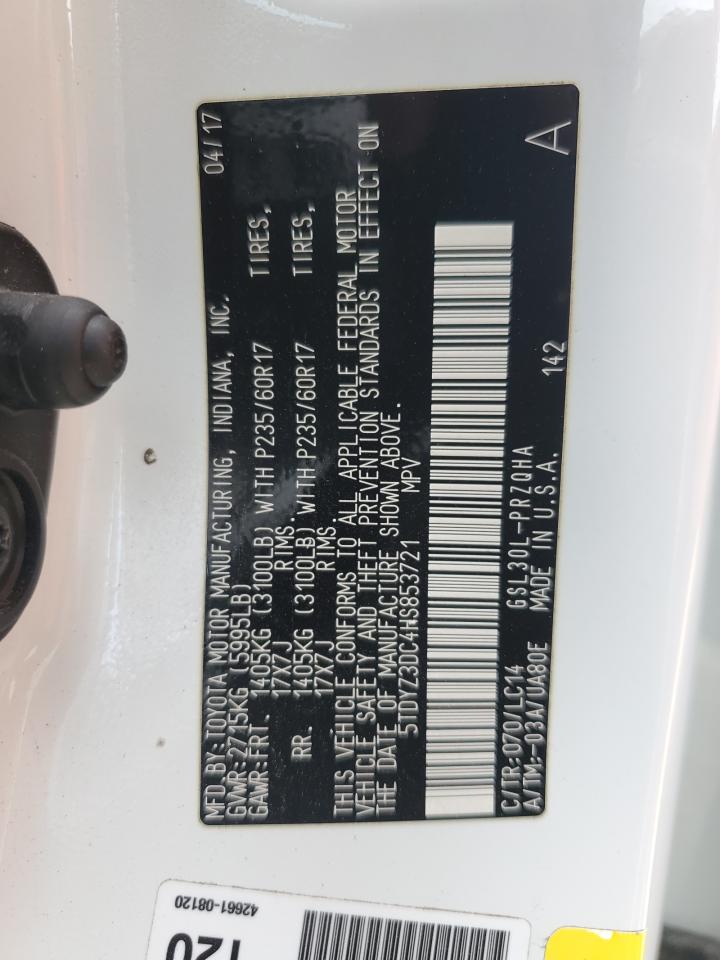 MFD.BY:TOYOTA MOTOR MANUFACTURING, INDIANA, INC. 04/17
GVWR:2715KG (5995LB)
GAWR:FRT. 1405KG (3100LB) WITH P235/60R17 TIRES,
17X7J RIMS.
RR. 1405KG (3100LB) WITH P235/60R17 TIRES,
17X7J RIMS.
THIS VEHICLE CONFORMS TO ALL APPLICABLE FEDERAL MOTOR
VEHICLE SAFETY AND THEFT PREVENTION STANDARDS IN EFFECT ON
THE DATE OF MANUFACTURE SHOWN ABOVE.
5TDYZ3DC4HS853721 MPV
C/TR:070/LC14 GSL30L-PRZQHA
A/TM:-03A/UA80E MADE IN U.S.A. 142 A
42661-08120
120